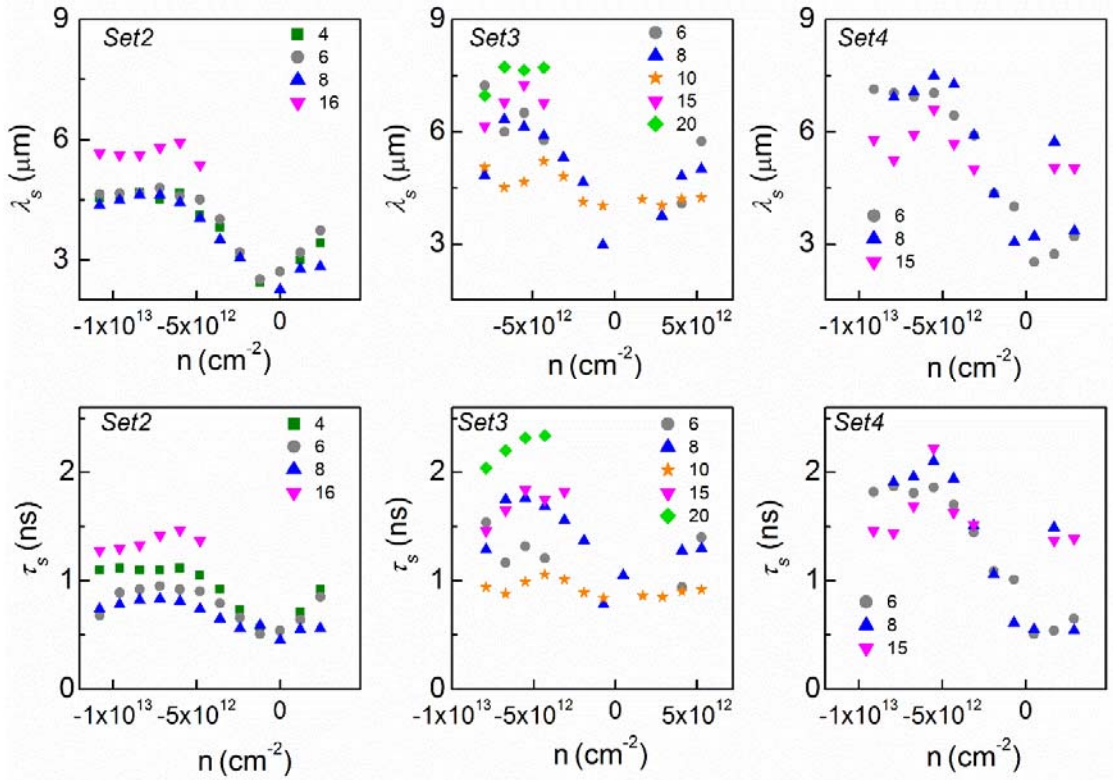 Set2
4
6
8
16
9
6
3
λs (μm)
-1x10^13 -5x10^12 0
n (cm^-2)
Set3
6
8
10
15
20
9
6
3
λs (μm)
-5x10^12 0 5x10^12
n (cm^-2)
Set4
6
8
15
9
6
3
λs (μm)
-1x10^13 -5x10^12 0
n (cm^-2)
Set2
4
6
8
16
2
1
0
τs (ns)
-1x10^13 -5x10^12 0
n (cm^-2)
Set3
6
8
10
15
20
2
1
0
τs (ns)
-5x10^12 0 5x10^12
n (cm^-2)
Set4
6
8
15
2
1
0
τs (ns)
-1x10^13 -5x10^12 0
n (cm^-2)